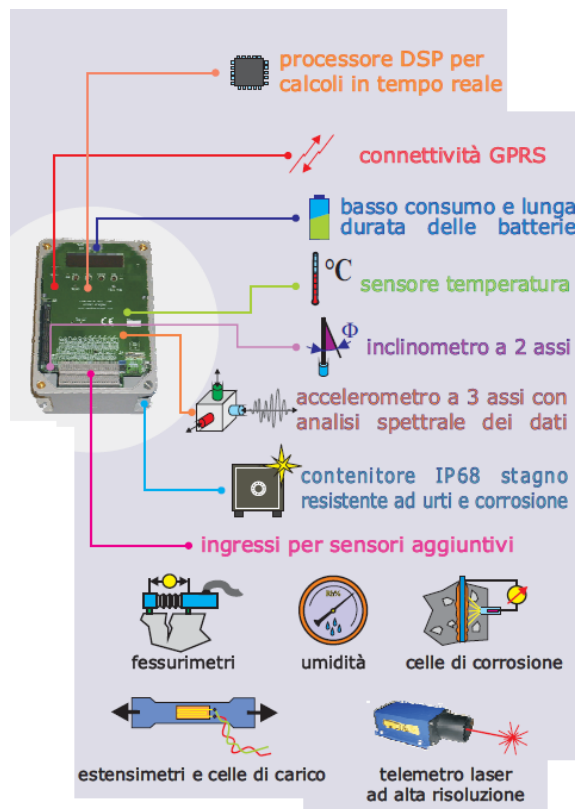 processore DSP per
calcoli in tempo reale
connettività GPRS
basso consumo e lunga
durata delle batterie
°C
sensore temperatura
Φ
inclinometro a 2 assi
accelerometro a 3 assi con
analisi spettrale dei dati
contenitore IP68 stagno
resistente ad urti e corrosione
ingressi per sensori aggiuntivi
Rh%
fessurimetri
umidità
celle di corrosione
estensimetri e celle di carico
telemetro laser
ad alta risoluzione